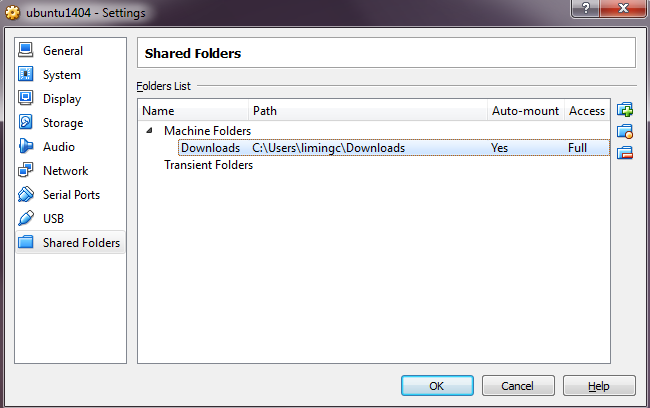 ubuntu1404 - Settings
General
System
Display
Storage
Audio
Network
Serial Ports
USB
Shared Folders
Shared Folders
Folders List
Name Path Auto-mount Access
Machine Folders
Downloads C:\Users\limingc\Downloads Yes Full
Transient Folders
OK Cancel Help